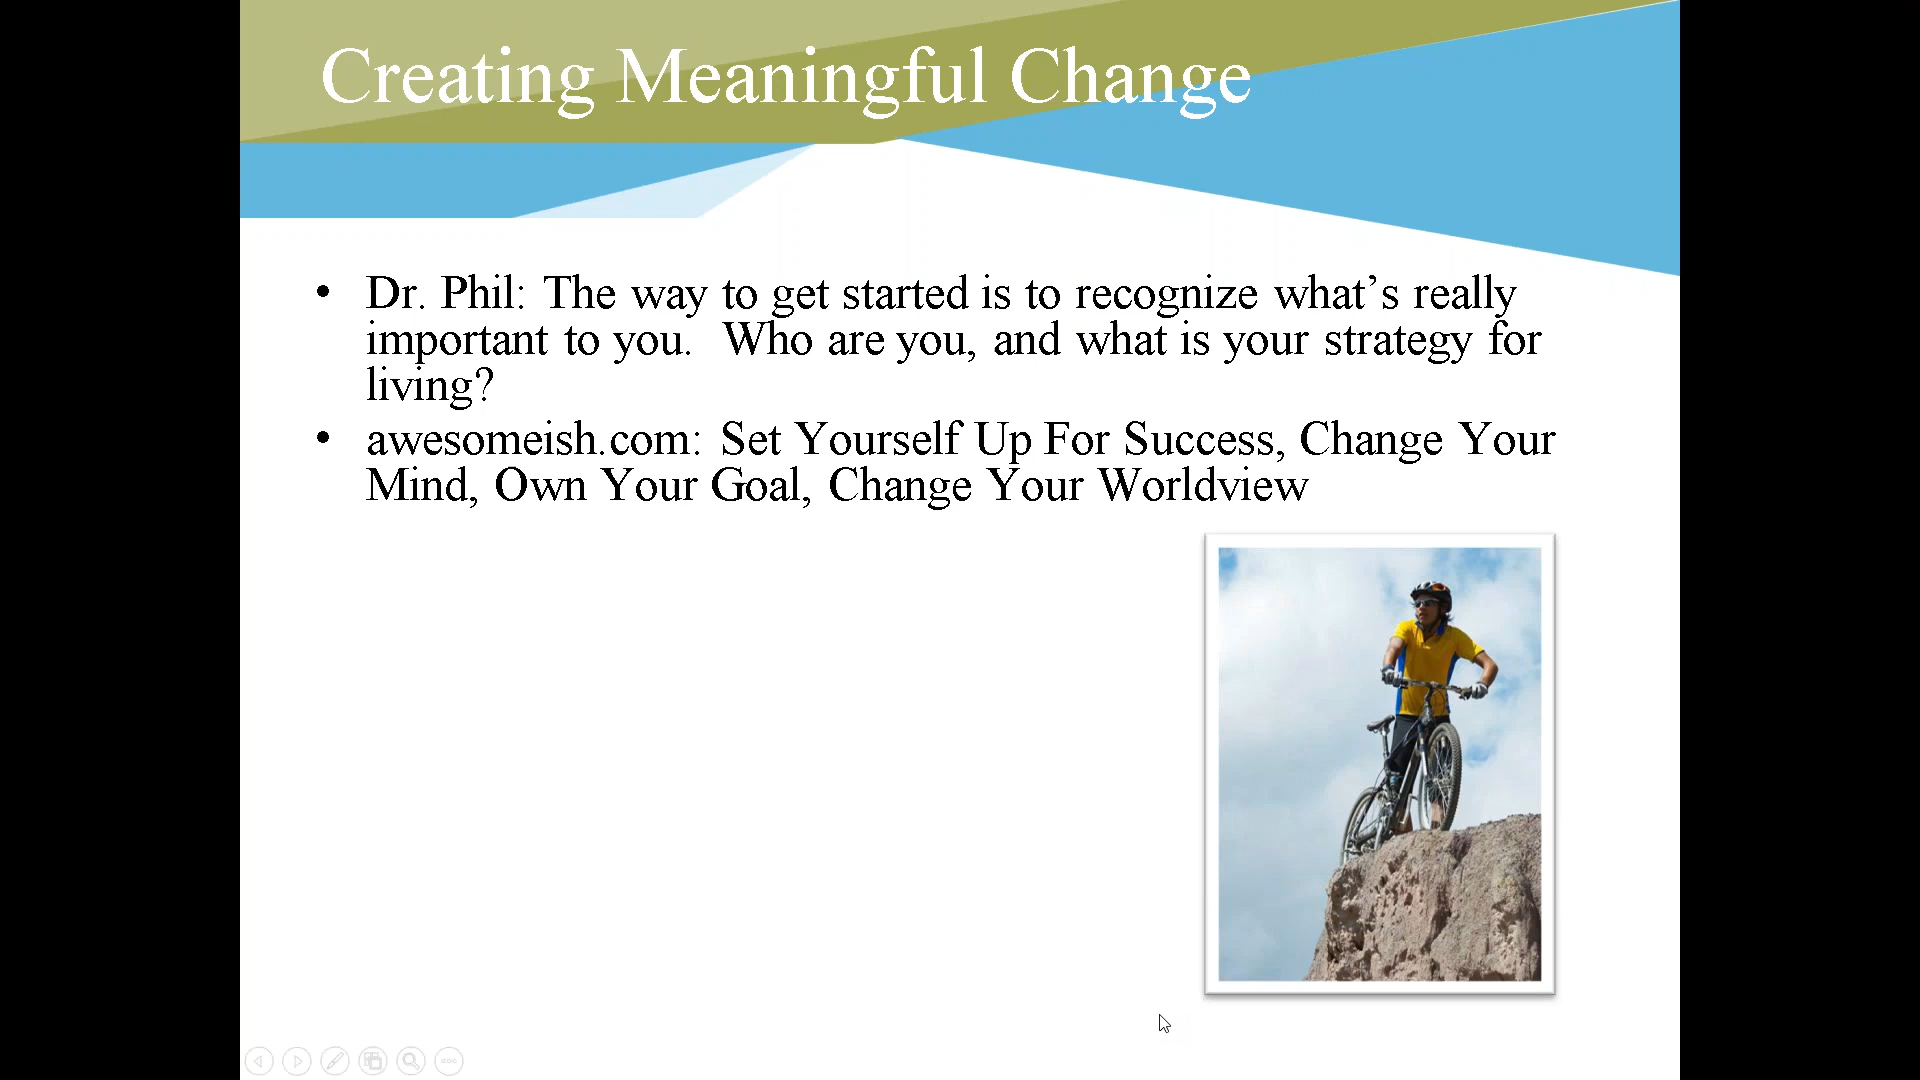 Creating Meaningful Change
• Dr. Phil: The way to get started is to recognize what’s really
important to you.  Who are you, and what is your strategy for
living?
• awesomeish.com: Set Yourself Up For Success, Change Your
Mind, Own Your Goal, Change Your Worldview